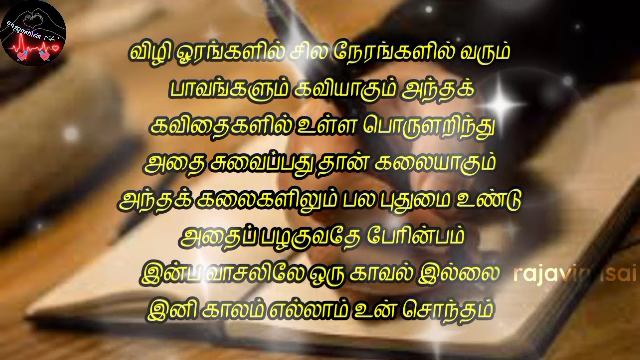 விழி ஓரங்களில் சில நேரங்களில் வரும்
பாவங்களும் கவியாகும் அந்தக்
கவிதைகளில் உள்ள பொருளறிந்து
அதை சுவைப்பது தான் கலையாகும்
அந்தக் கலைகளிலும் பல புதுமை உண்டு
அதைப் பழகுவதே பேரின்பம்
இன்ப வாசலிலே ஒரு காவல் இல்லை
இனி காலம் எல்லாம் உன் சொந்தம்